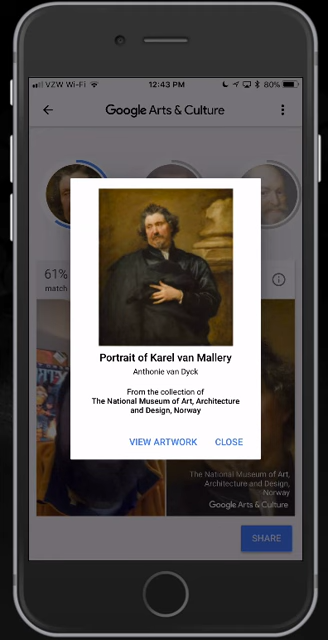 VZW Wi-Fi 12:43 PM 80%
Google Arts & Culture
61%
match
Portrait of Karel van Mallery
Anthonie van Dyck
From the collection of
The National Museum of Art, Architecture
and Design, Norway
VIEW ARTWORK CLOSE
The National Museum of Art,
Architecture and Design,
Norway
Google Arts & Culture
SHARE